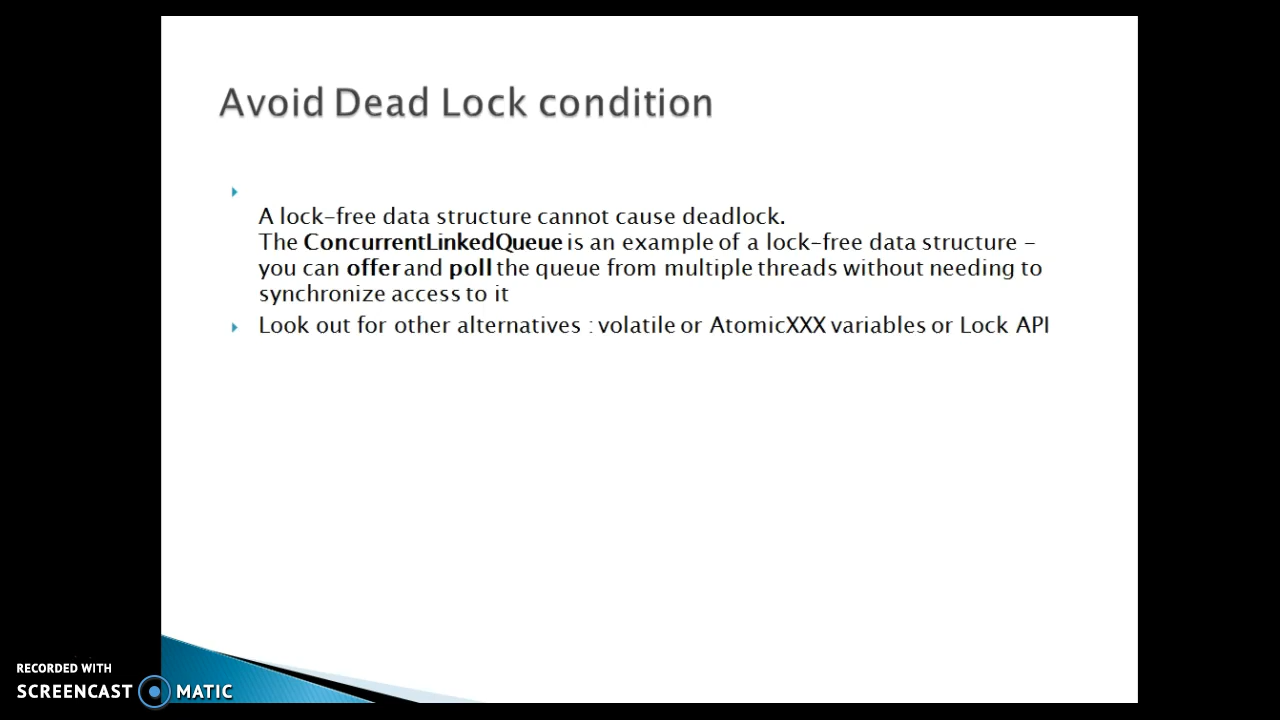 Avoid Dead Lock condition
A lock-free data structure cannot cause deadlock.
The ConcurrentLinkedQueue is an example of a lock-free data structure –
you can offer and poll the queue from multiple threads without needing to
synchronize access to it
Look out for other alternatives : volatile or AtomicXXX variables or Lock API
RECORDED WITH
SCREENCAST MATIC